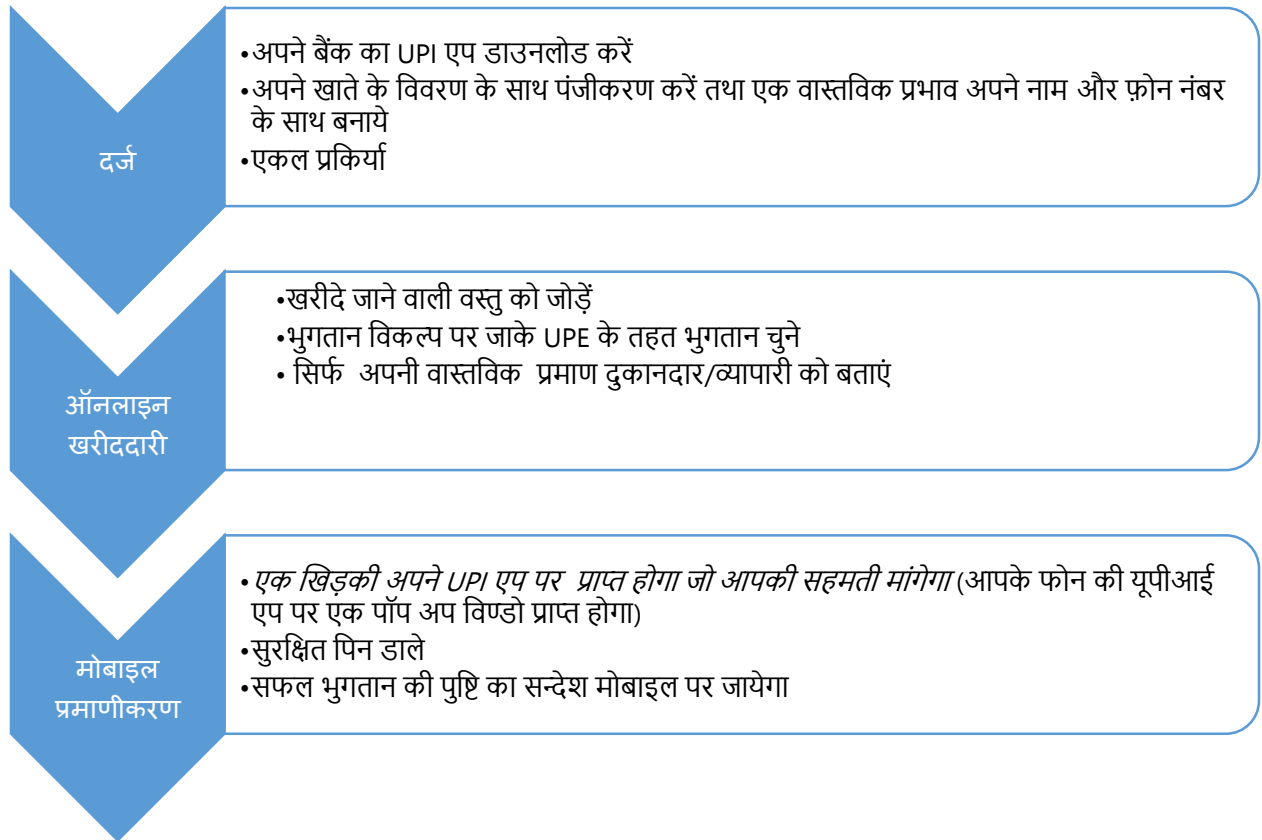 दर्ज
•अपने बैंक का UPI एप डाउनलोड करें
•अपने खाते के विवरण के साथ पंजीकरण करें तथा एक वास्तविक प्रभाव अपने नाम और फ़ोन नंबर
के साथ बनाये
•एकल प्रकिर्या
ऑनलाइन
खरीददारी
•खरीदे जाने वाली वस्तु को जोड़ें
•भुगतान विकल्प पर जाके UPE के तहत भुगतान चुने
• सिर्फ अपनी वास्तविक प्रमाण दुकानदार/व्यापारी को बताएं
मोबाइल
प्रमाणीकरण
•एक खिड़की अपने UPI एप पर प्राप्त होगा जो आपकी सहमती मांगेगा (आपके फोन की यूपीआई
एप पर एक पॉप अप विण्डो प्राप्त होगा)
•सुरक्षित पिन डाले
•सफल भुगतान की पुष्टि का सन्देश मोबाइल पर जायेगा